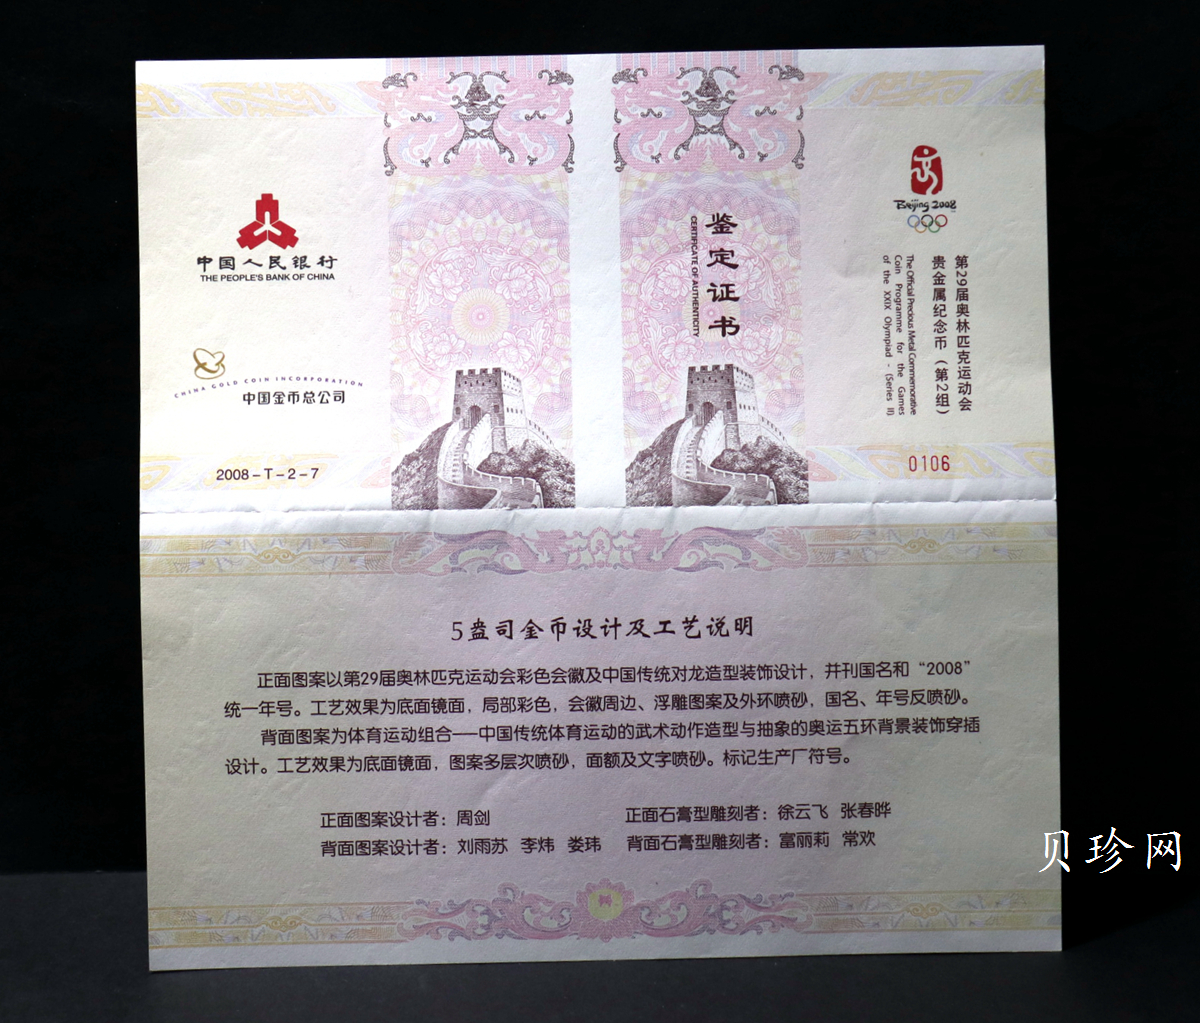 中国人民银行
THE PEOPLE'S BANK OF CHINA
CHINA GOLD COIN INCORPORATION
中国金币总公司
2008-T-2-7
鉴定证书
CERTIFICATE OF AUTHENTICITY
Beijing 2008
第29届奥林匹克运动会
贵金属纪念币（第2组）
The Official Precious Metal Commemorative
Coin Programme for the Games
of the XXIX Olympiad - (Series II)
0106
5盎司金币设计及工艺说明
正面图案以第29届奥林匹克运动会彩色会徽及中国传统对龙造型装饰设计，并刊国名和“2008”
统一年号。工艺效果为底面镜面，局部彩色，会徽周边、浮雕图案及外环喷砂，国名、年号反喷砂。
背面图案为体育运动组合——中国传统体育运动的武术动作造型与抽象的奥运五环背景装饰穿插
设计。工艺效果为底面镜面，图案多层次喷砂，面额及文字喷砂。标记生产厂符号。
正面图案设计者：周剑
正面石膏型雕刻者：徐云飞 张春晔
背面图案设计者：刘雨苏 李炜 娄玮
背面石膏型雕刻者：富丽莉 常欢
贝珍网